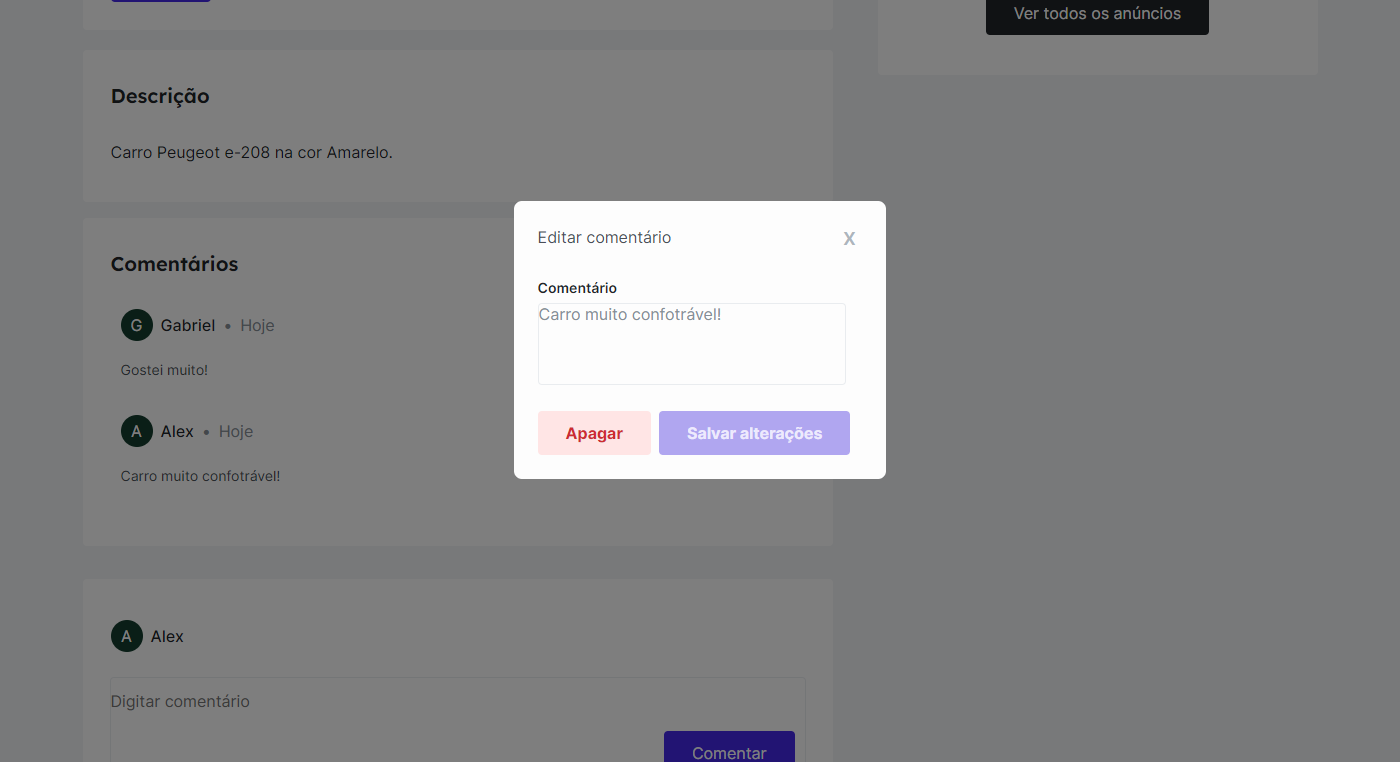 Ver todos os anúncios
Descrição
Carro Peugeot e-208 na cor Amarelo.
Comentários
G Gabriel • Hoje
Gostei muito!
A Alex • Hoje
Carro muito confotrável!
Editar comentário X
Comentário
Carro muito confotrável!
Apagar Salvar alterações
A Alex
Digitar comentário
Comentar